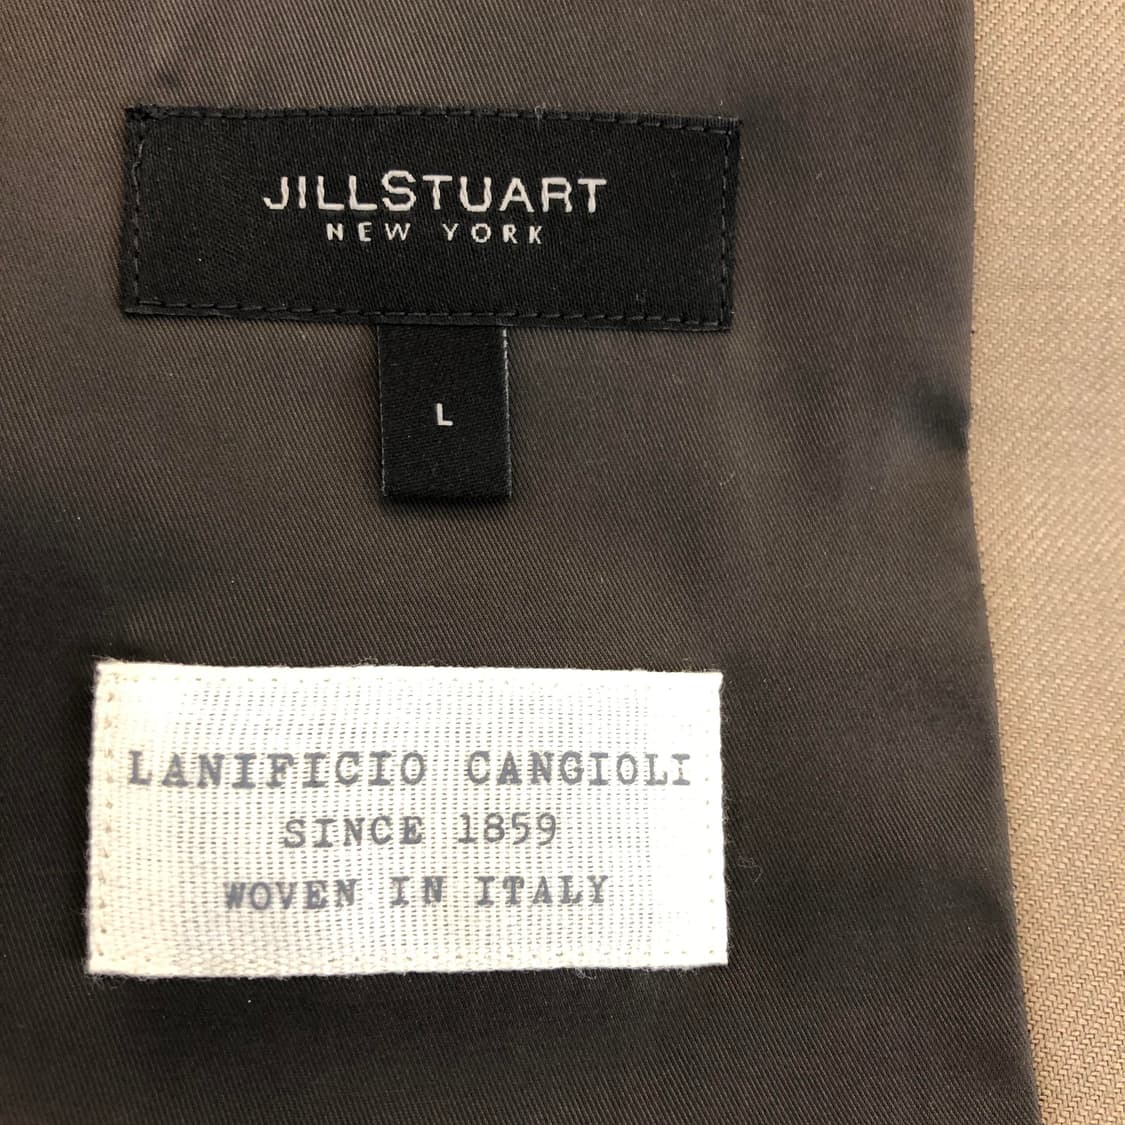 JILLSTUART
NEW YORK
L
LANIFICIO CANGIOLI
SINCE 1859
WOVEN IN ITALY